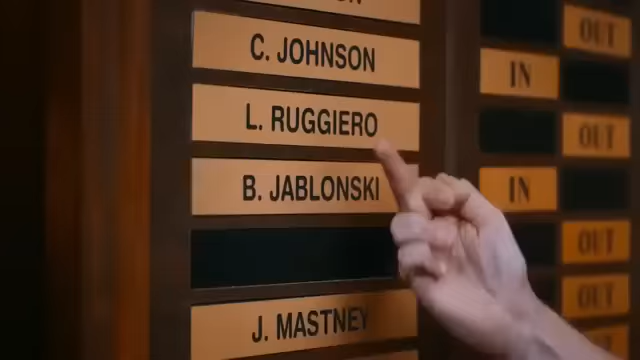 OUT
C. JOHNSON IN
L. RUGGIERO OUT
B. JABLONSKI IN
OUT
J. MASTNEY OUT